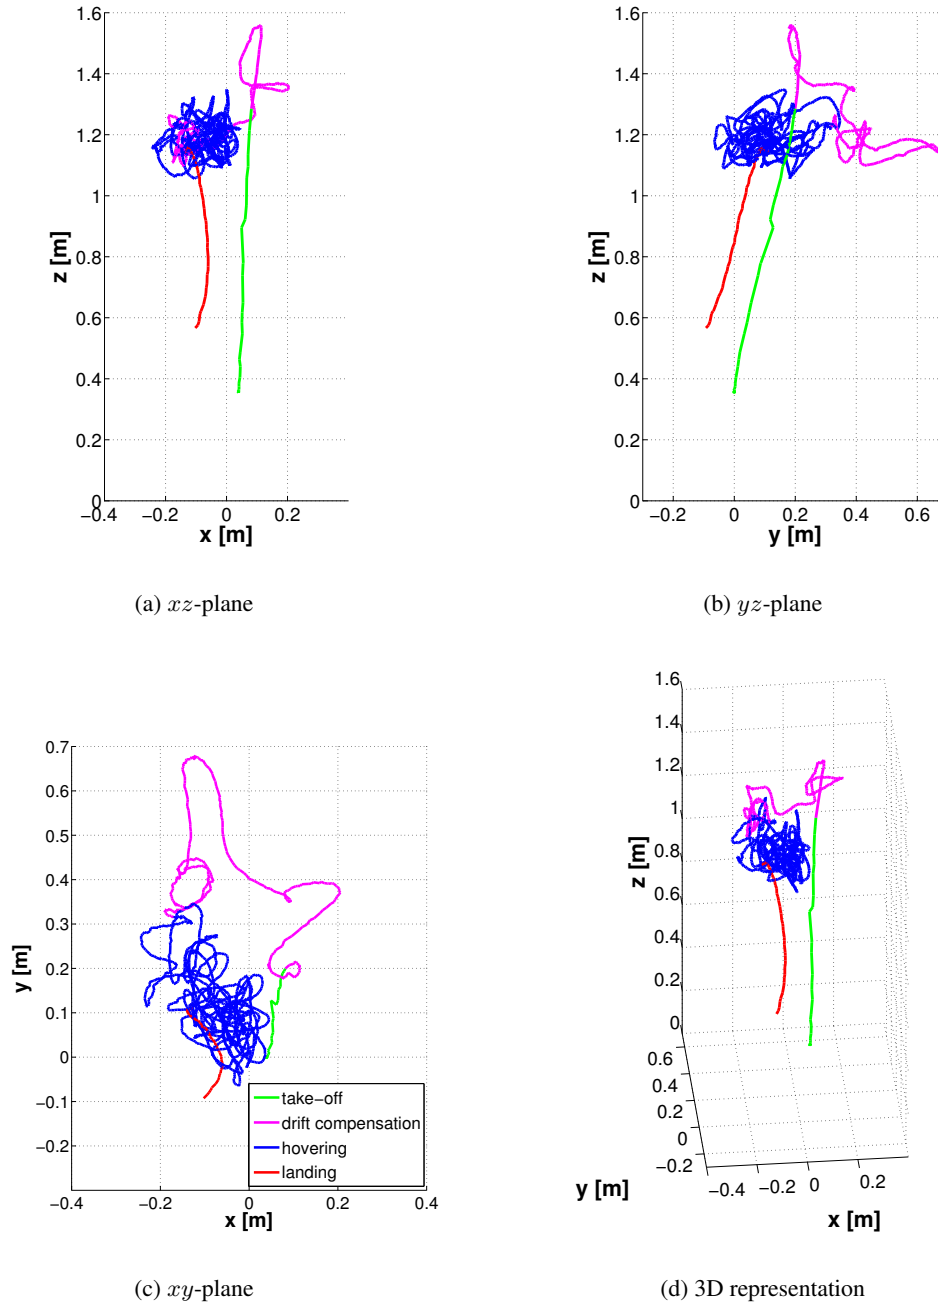 1.6
1.4
1.2
1
0.8
0.6
0.4
0.2
0
z [m]
−0.4 −0.2 0 0.2
x [m]
(a) xz-plane
1.6
1.4
1.2
1
0.8
0.6
0.4
0.2
0
z [m]
−0.2 0 0.2 0.4 0.6
y [m]
(b) yz-plane
0.7
0.6
0.5
0.4
0.3
0.2
0.1
0
−0.1
−0.2
y [m]
take−off
drift compensation
hovering
landing
−0.4 −0.2 0 0.2 0.4
x [m]
(c) xy-plane
1.6
1.4
1.2
1
0.8
0.6
0.4
0.2
0
z [m]
0.6
0.4
0.2
0
−0.2
y [m]
−0.4 −0.2 0 0.2
x [m]
(d) 3D representation